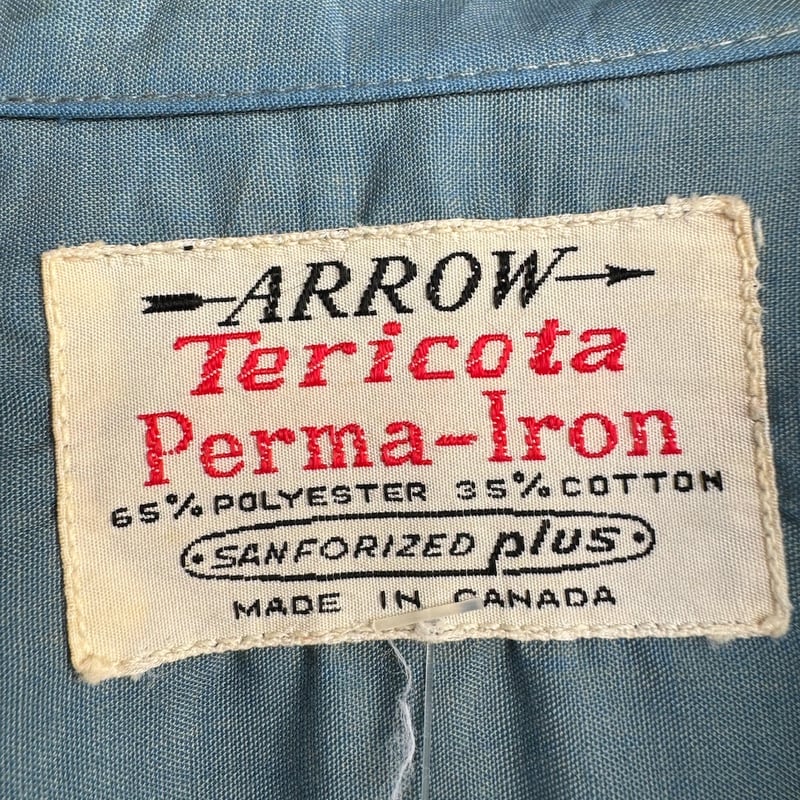 ARROW
Tericota
Perma-Iron
65% POLYESTER 35% COTTON
SANFORIZED plus
MADE IN CANADA